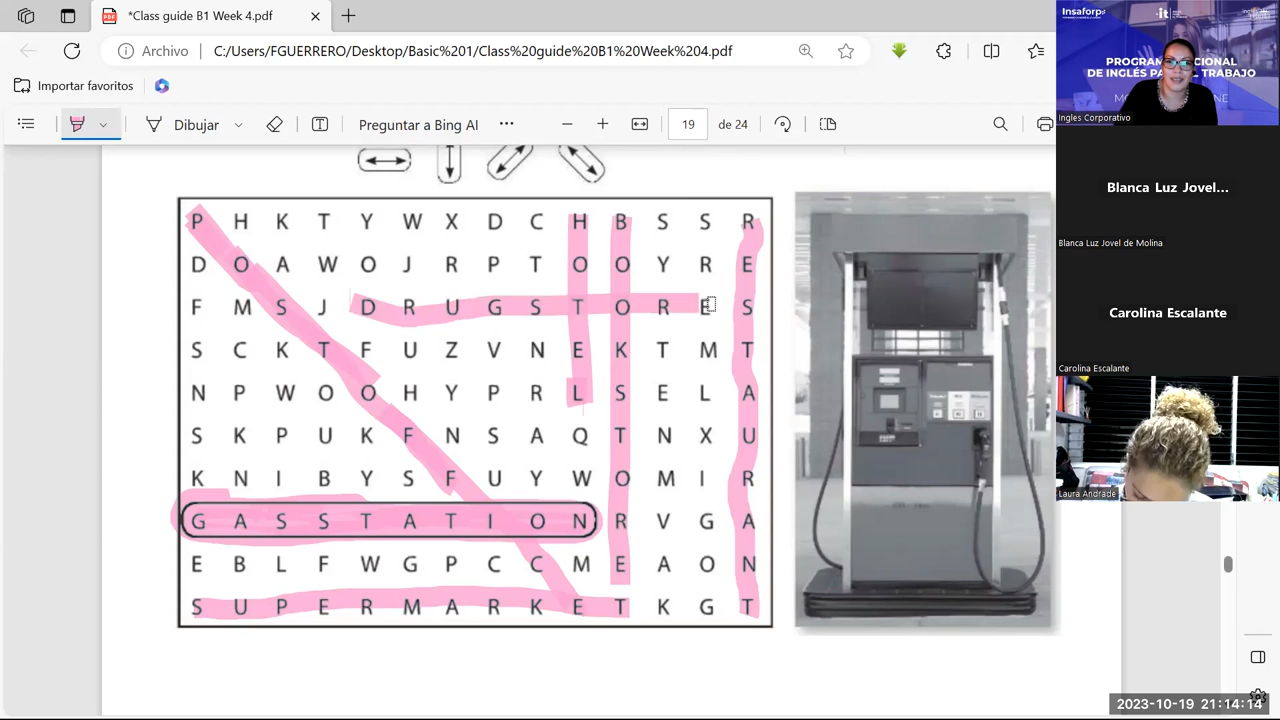 *Class guide B1 Week 4.pdf
Archivo
C:/Users/FGUERRERO/Desktop/Basic%201/Class%20guide%20B1%20Week%204.pdf
Importar favoritos
Dibujar
Preguntar a Bing AI
19
de 24
P H K T Y W X D C H B S S R
D O A W O J R P T O O Y R E
F M S J D R U G S T O R E S
S C K T F U Z V N E K T M T
N P W O O H Y P R L S E L A
S K P U K F N S A Q T N X U
K N I B Y S F U Y W O M I R
G A S S T A T I O N R V G A
E B L F W G P C C M E A O N
S U P E R M A R K E T K G T
Insaforp
it
PROGRAMA NACIONAL
DE INGLÉS PARA EL TRABAJO
Ingles Corporativo
Blanca Luz Jovel...
Blanca Luz Jovel de Molina
Carolina Escalante
Carolina Escalante
Laura Andrade
2023-10-19 21:14:14